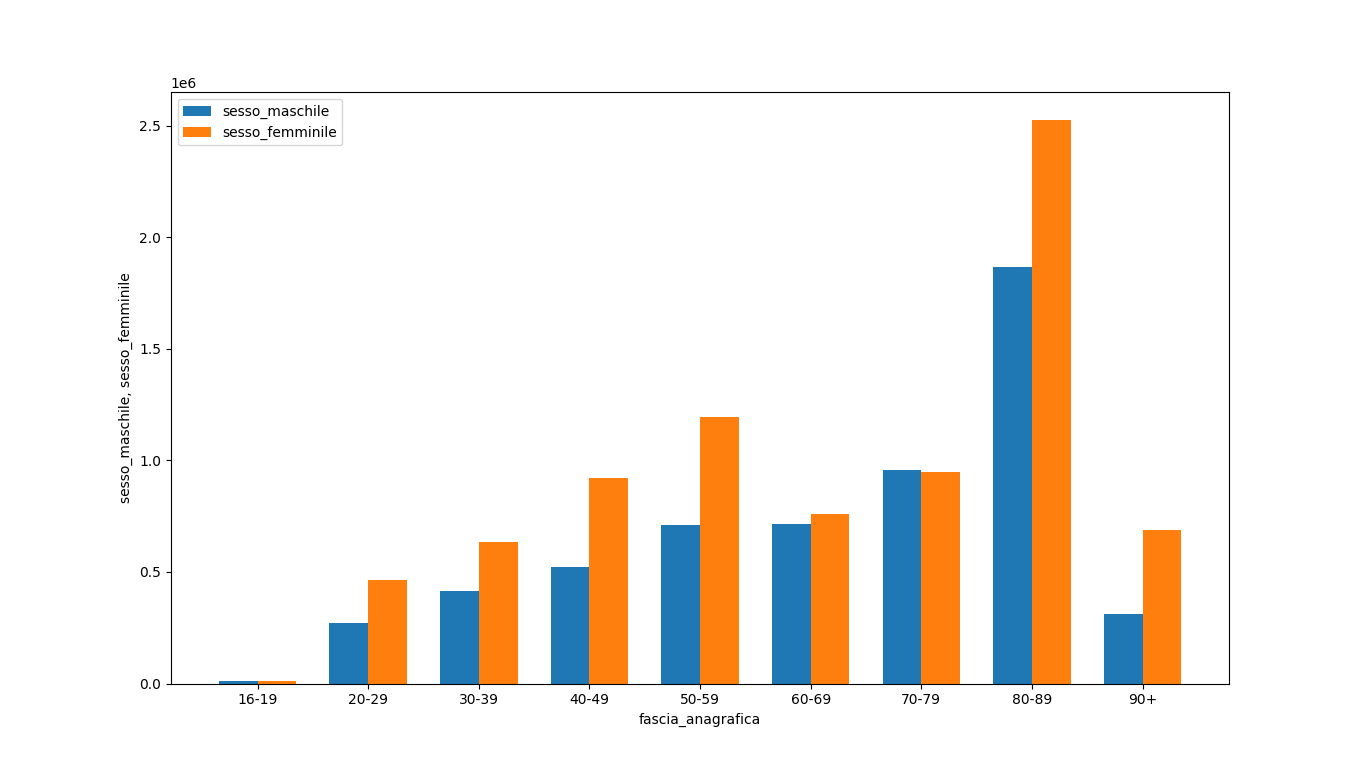 1e6
sesso_maschile
sesso_femminile
2.5
2.0
1.5
1.0
0.5
0.0
sesso_maschile, sesso_femminile
16-19 20-29 30-39 40-49 50-59 60-69 70-79 80-89 90+
fascia_anagrafica